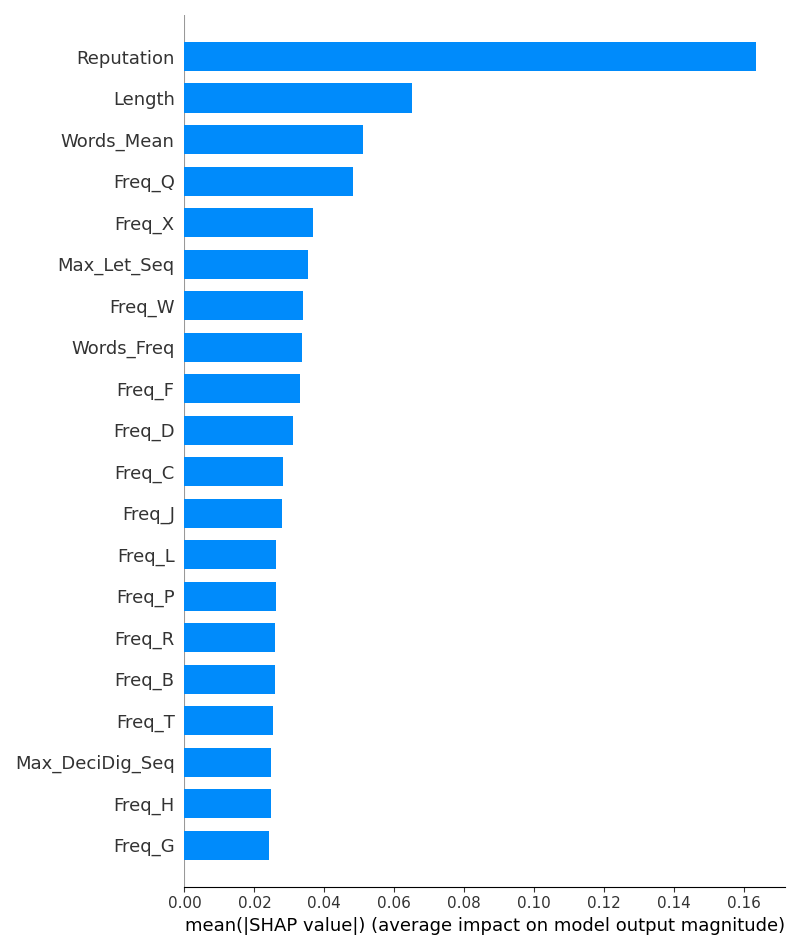 Reputation
Length
Words_Mean
Freq_Q
Freq_X
Max_Let_Seq
Freq_W
Words_Freq
Freq_F
Freq_D
Freq_C
Freq_J
Freq_L
Freq_P
Freq_R
Freq_B
Freq_T
Max_DeciDig_Seq
Freq_H
Freq_G
0.00 0.02 0.04 0.06 0.08 0.10 0.12 0.14 0.16
mean(|SHAP value|) (average impact on model output magnitude)